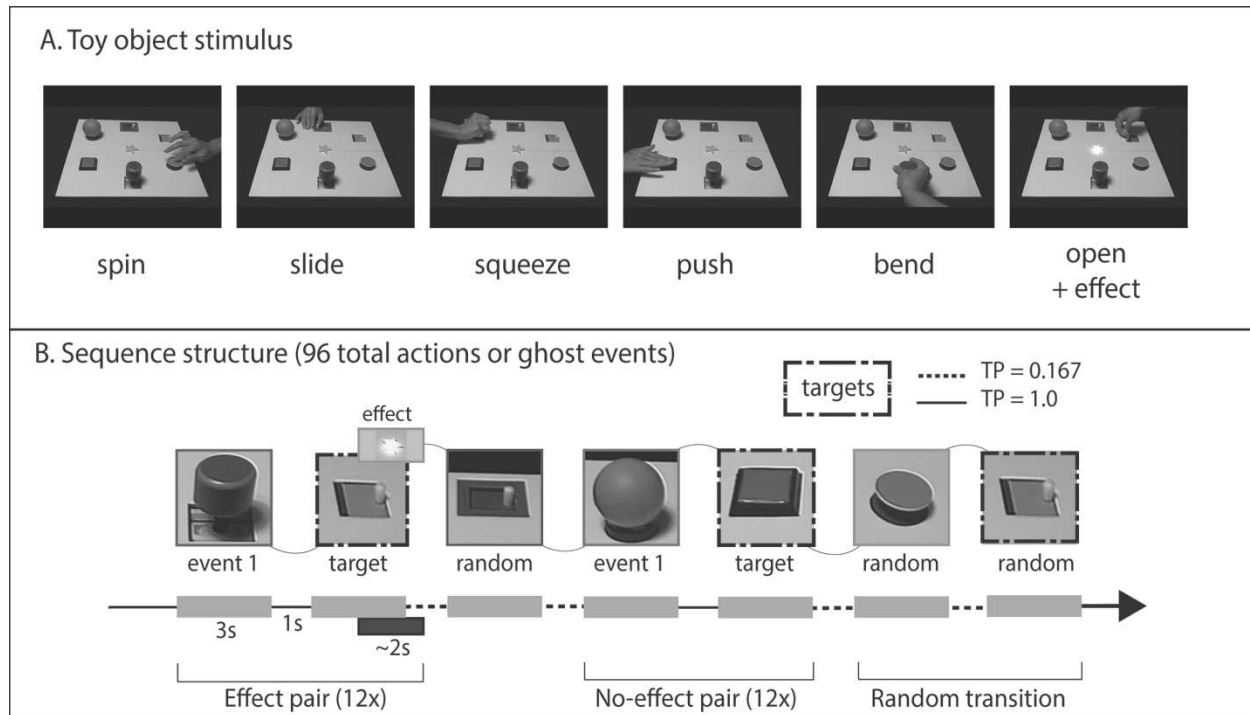 A. Toy object stimulus
spin
slide
squeeze
push
bend
open
+ effect
B. Sequence structure (96 total actions or ghost events)
targets
TP = 0.167
TP = 1.0
effect
event 1
target
random
event 1
target
random
random
3s
1s
~2s
Effect pair (12x)
No-effect pair (12x)
Random transition